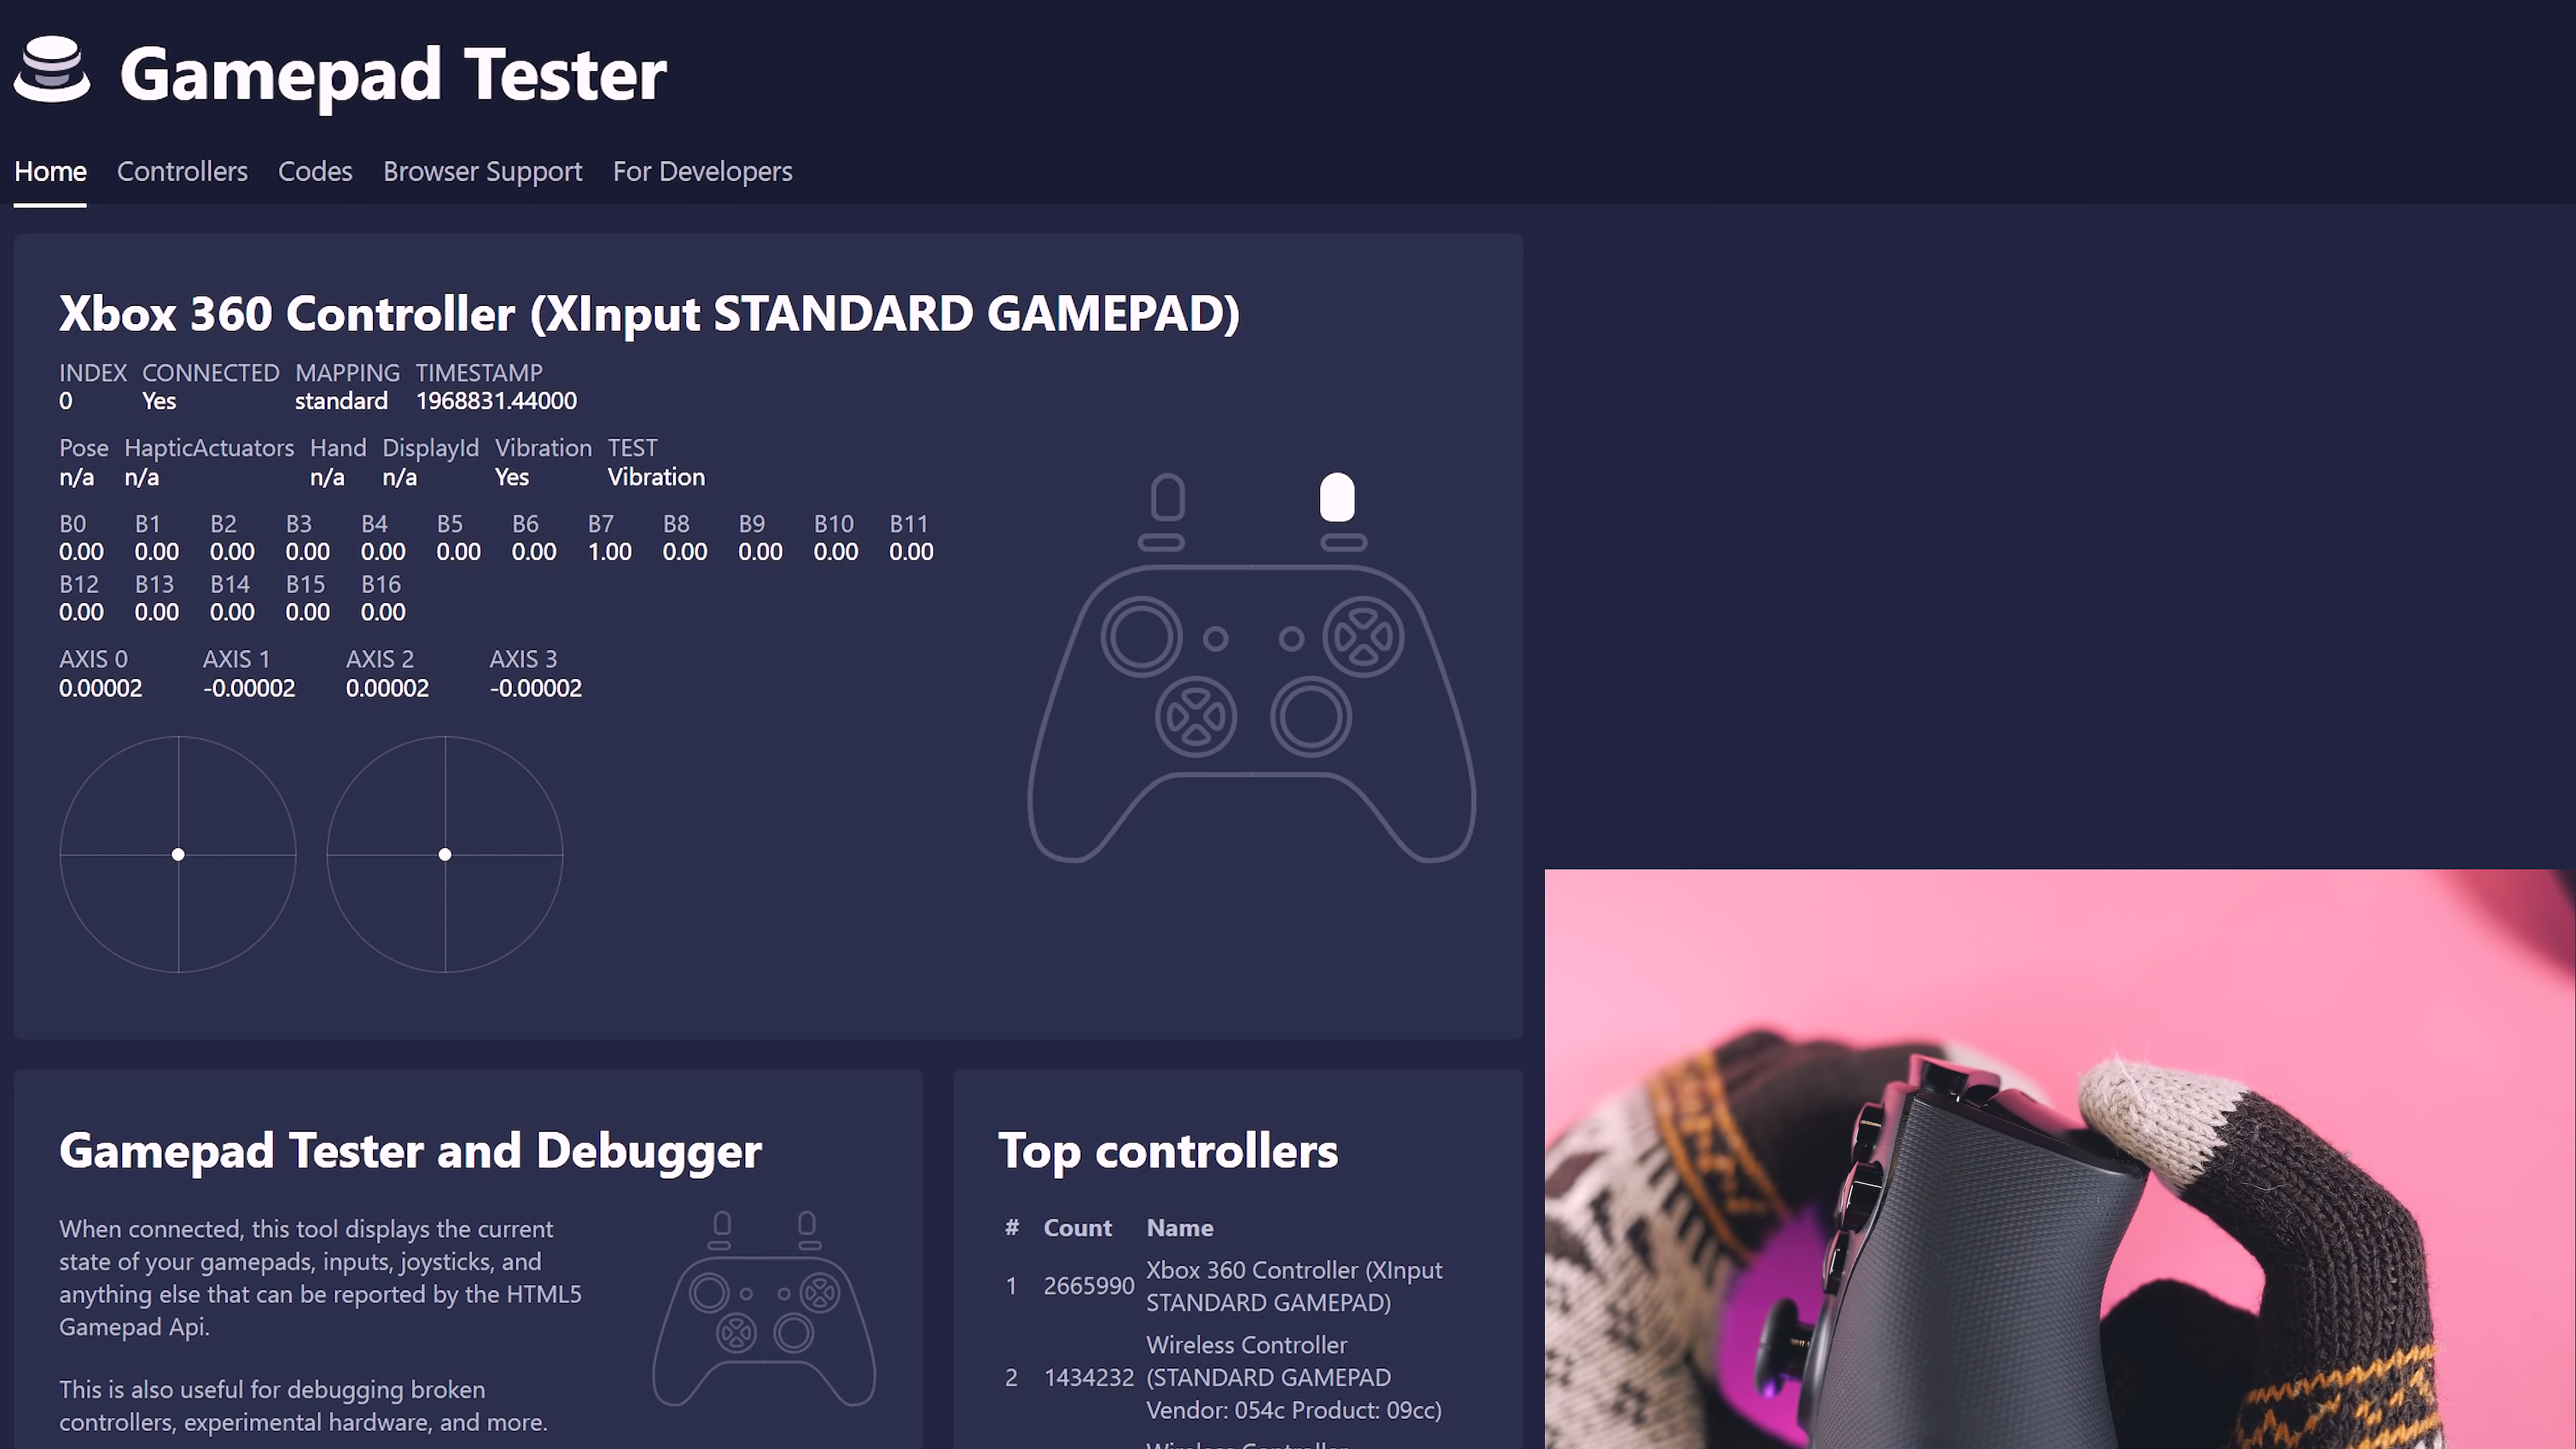 Gamepad Tester
Home Controllers Codes Browser Support For Developers
Xbox 360 Controller (XInput STANDARD GAMEPAD)
INDEX CONNECTED MAPPING TIMESTAMP
0 Yes standard 1968831.44000
Pose HapticActuators Hand DisplayId Vibration TEST
n/a n/a n/a n/a Yes Vibration
B0 B1 B2 B3 B4 B5 B6 B7 B8 B9 B10 B11
0.00 0.00 0.00 0.00 0.00 0.00 0.00 1.00 0.00 0.00 0.00 0.00
B12 B13 B14 B15 B16
0.00 0.00 0.00 0.00 0.00
AXIS 0 AXIS 1 AXIS 2 AXIS 3
0.00002 -0.00002 0.00002 -0.00002
Gamepad Tester and Debugger
When connected, this tool displays the current
state of your gamepads, inputs, joysticks, and
anything else that can be reported by the HTML5
Gamepad Api.
This is also useful for debugging broken
controllers, experimental hardware, and more.
Top controllers
# Count Name
1 2665990 Xbox 360 Controller (XInput
STANDARD GAMEPAD)
2 1434232 Wireless Controller
(STANDARD GAMEPAD
Vendor: 054c Product: 09cc)